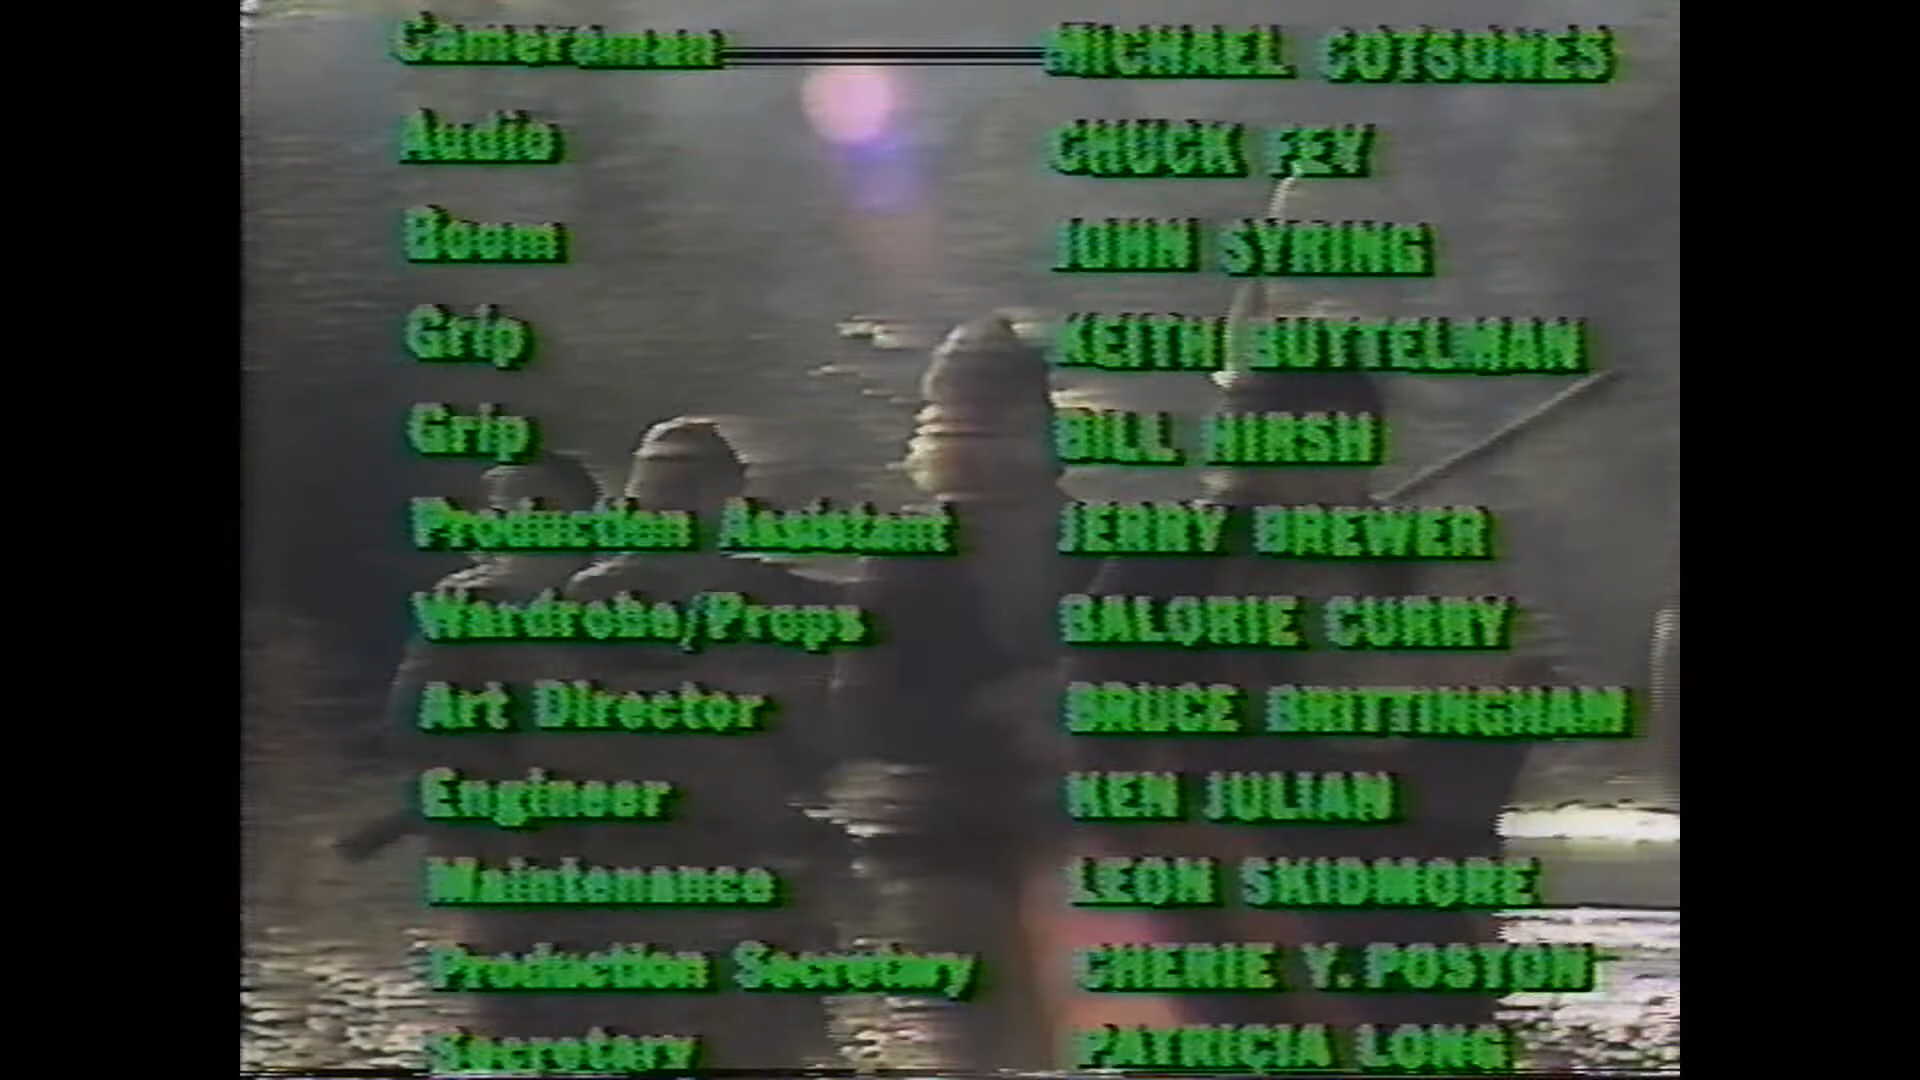 Cameraman MICHAEL COTSONES
Audio CHUCK FEY
Boom JOHN SYRING
Grip KEITH BUTTELMAN
Grip BILL HIRSH
Production Assistant JERRY BREWER
Wardrobe/Props BALORIE CURRY
Art Director BRUCE BRITTINGHAM
Engineer KEN JULIAN
Maintenance LEON SKIDMORE
Production Secretary CHERIE Y. POSTON
Secretary PATRICIA LONG